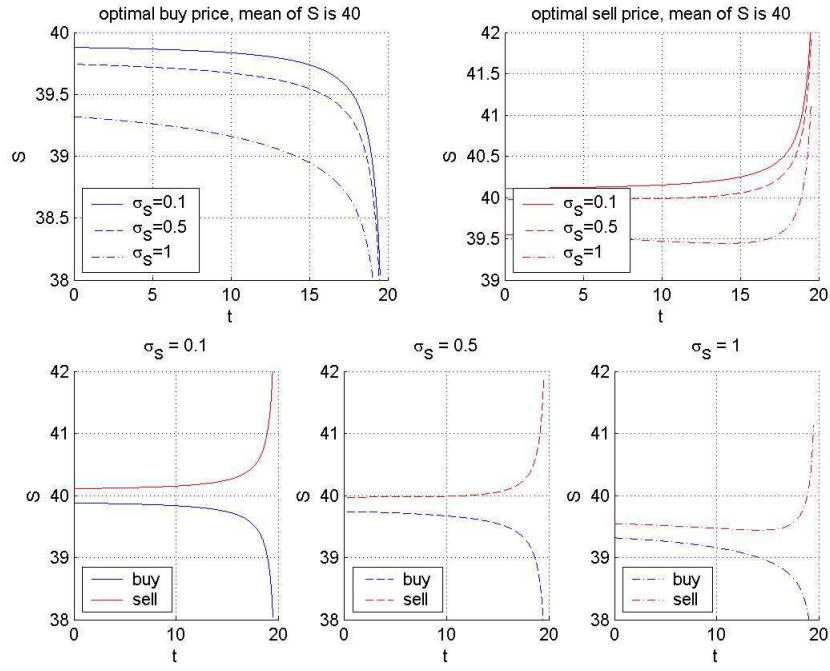 optimal buy price, mean of S is 40
40
39.5
39
38.5
38
S
σS=0.1
σS=0.5
σS=1
0
5
10
15
20
t
optimal sell price, mean of S is 40
42
41.5
41
40.5
40
39.5
39
S
σS=0.1
σS=0.5
σS=1
0
5
10
15
20
t
σS = 0.1
42
41
40
39
38
S
buy
sell
0
10
20
t
σS = 0.5
42
41
40
39
38
S
buy
sell
0
10
20
t
σS = 1
42
41
40
39
38
S
buy
sell
0
10
20
t